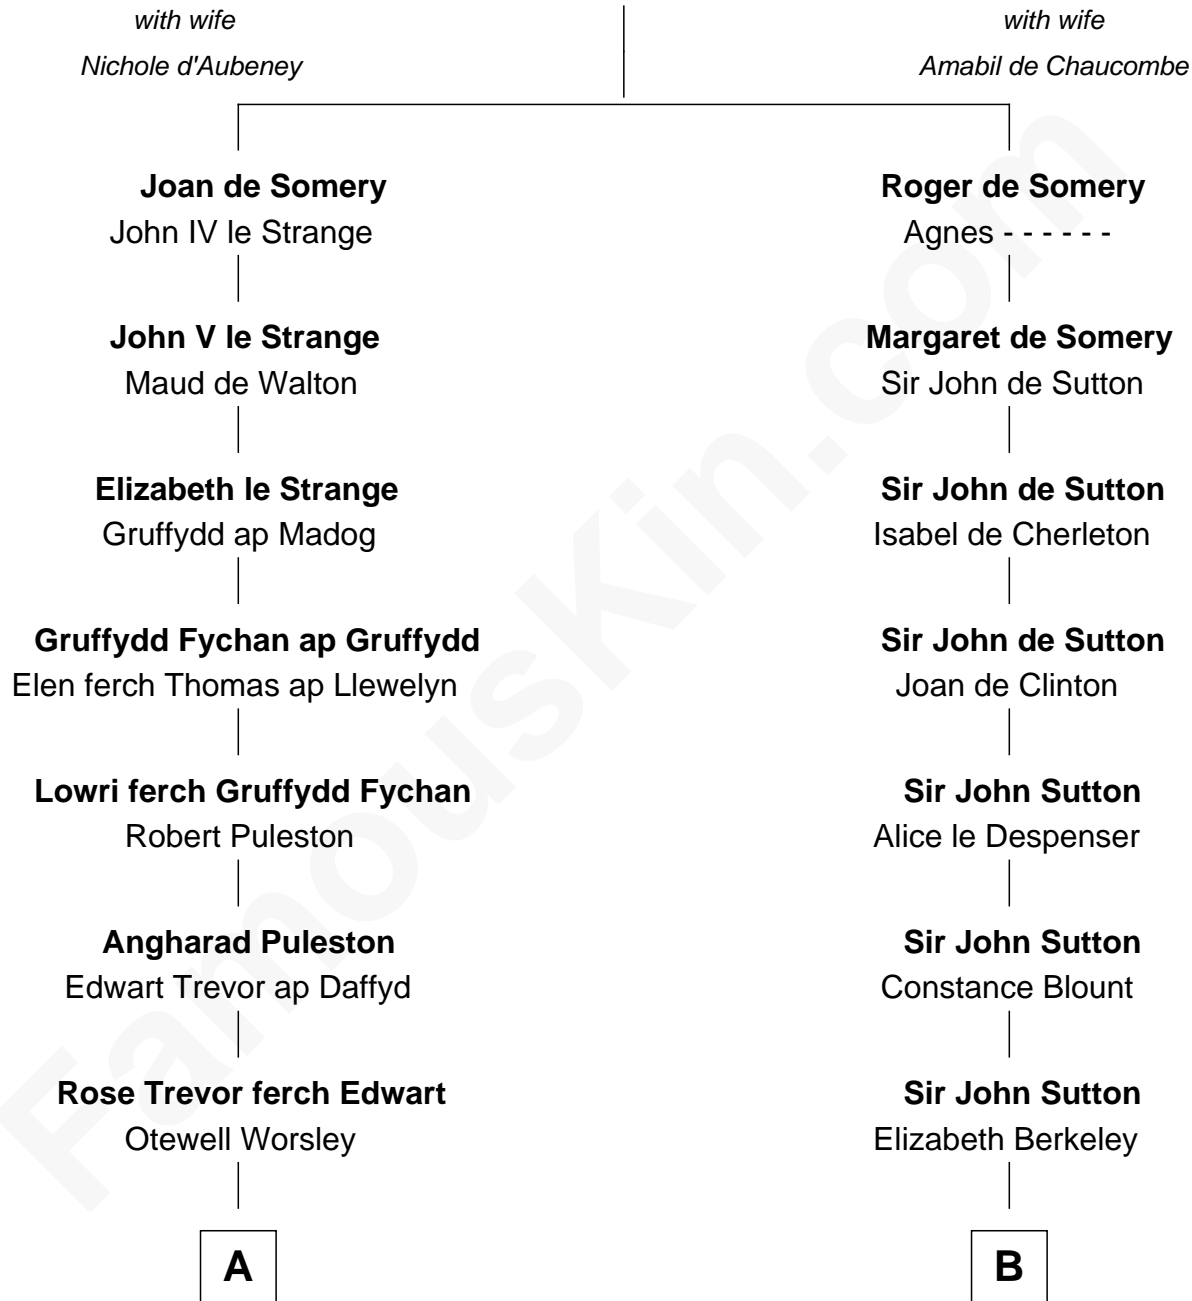 with wife
Nichole d'Aubeney
with wife
Amabil de Chaucombe
Joan de Somery
John IV le Strange
Roger de Somery
Agnes - - - - - -
John V le Strange
Maud de Walton
Margaret de Somery
Sir John de Sutton
Elizabeth le Strange
Gruffydd ap Madog
Sir John de Sutton
Isabel de Cherleton
Gruffydd Fychan ap Gruffydd
Elen ferch Thomas ap Llewelyn
Sir John de Sutton
Joan de Clinton
Lowri ferch Gruffydd Fychan
Robert Puleston
Sir John Sutton
Alice le Despenser
Angharad Puleston
Edwart Trevor ap Daffyd
Sir John Sutton
Constance Blount
Rose Trevor ferch Edwart
Otewell Worsley
Sir John Sutton
Elizabeth Berkeley
A
B
FamousKin.com